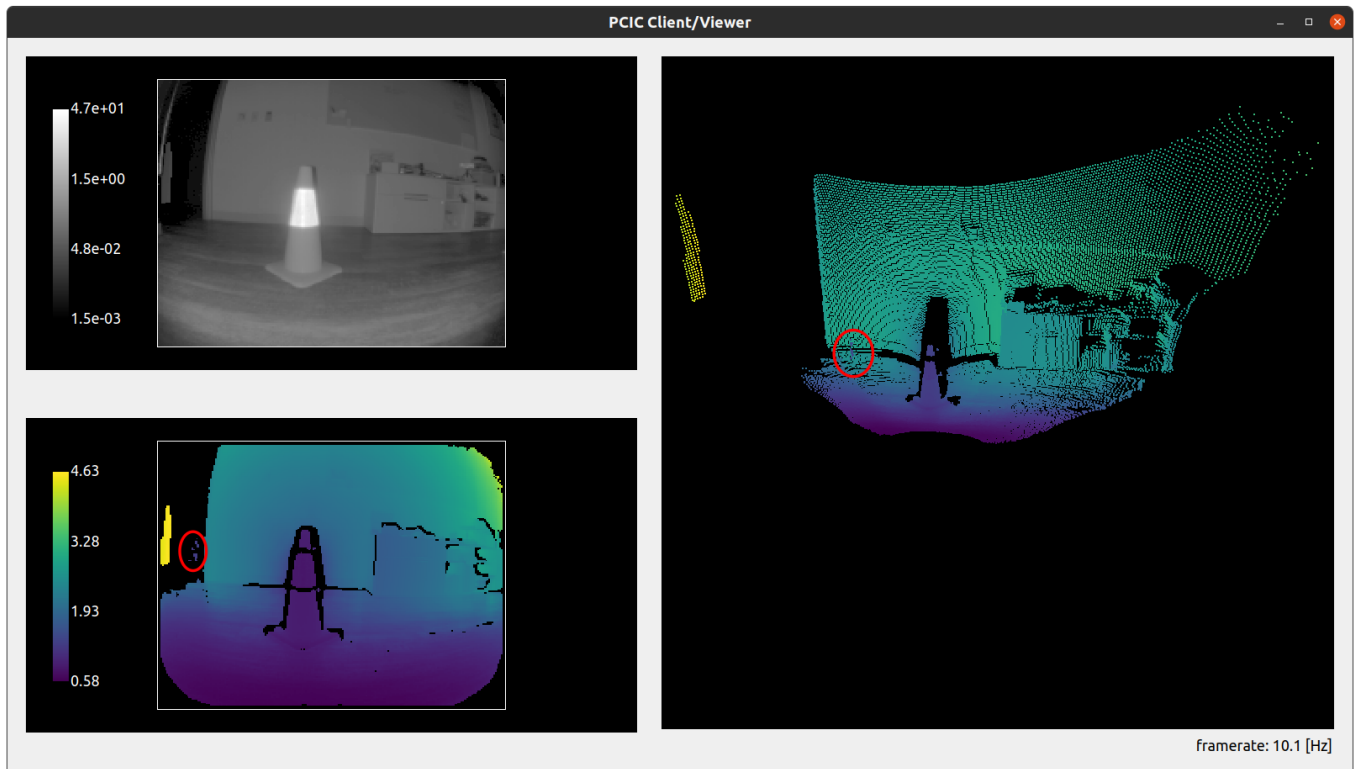 PCIC Client/Viewer
4.7e+01
1.5e+00
4.8e-02
1.5e-03
4.63
3.28
1.93
0.58
framerate: 10.1 [Hz]